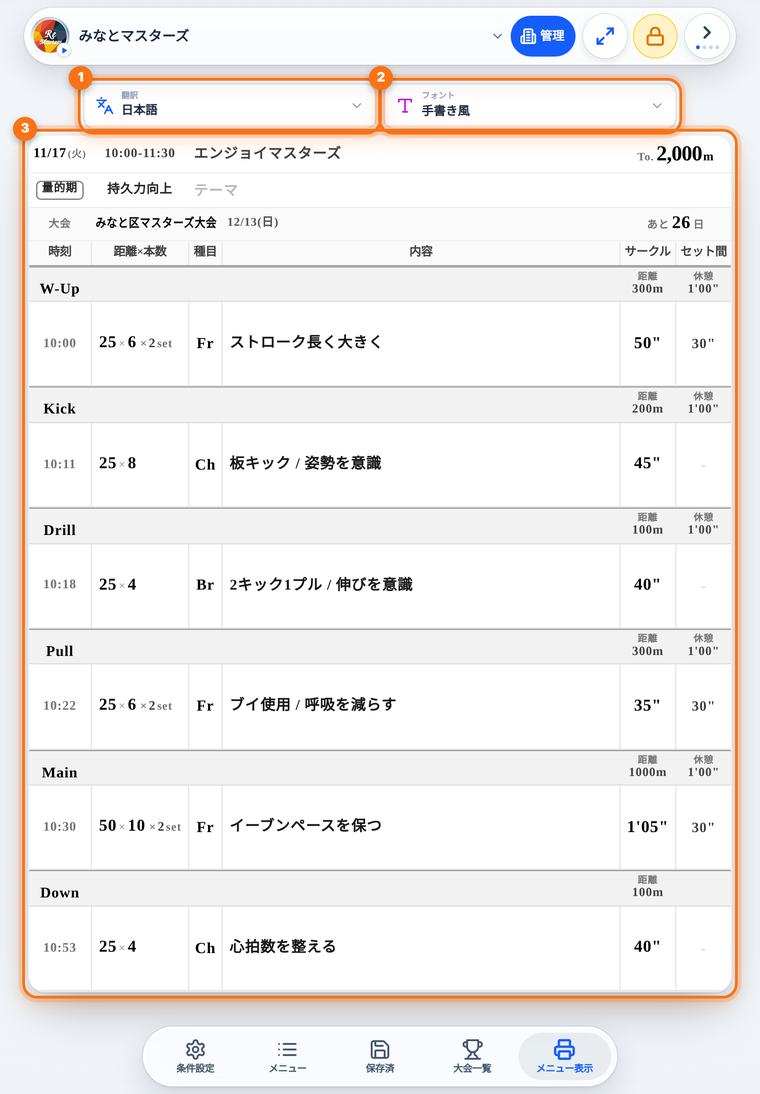 みなとマスターズ
管理
1
翻訳
日本語
2
フォント
手書き風
3
11/17(火) 10:00-11:30 エンジョイマスターズ To. 2,000m
量的期 持久力向上 テーマ
大会 みなと区マスターズ大会 12/13(日) あと 26 日
時刻 距離×本数 種目 内容 サークル セット間
W-Up 距離 300m 休憩 1'00"
10:00 25×6×2set Fr ストローク長く大きく 50" 30"
Kick 距離 200m 休憩 1'00"
10:11 25×8 Ch 板キック / 姿勢を意識 45" -
Drill 距離 100m 休憩 1'00"
10:18 25×4 Br 2キック1プル / 伸びを意識 40" -
Pull 距離 300m 休憩 1'00"
10:22 25×6×2set Fr ブイ使用 / 呼吸を減らす 35" 30"
Main 距離 1000m 休憩 1'00"
10:30 50×10×2set Fr イーブンペースを保つ 1'05" 30"
Down 距離 100m
10:53 25×4 Ch 心拍数を整える 40" -
条件設定 メニュー 保存済 大会一覧 メニュー表示